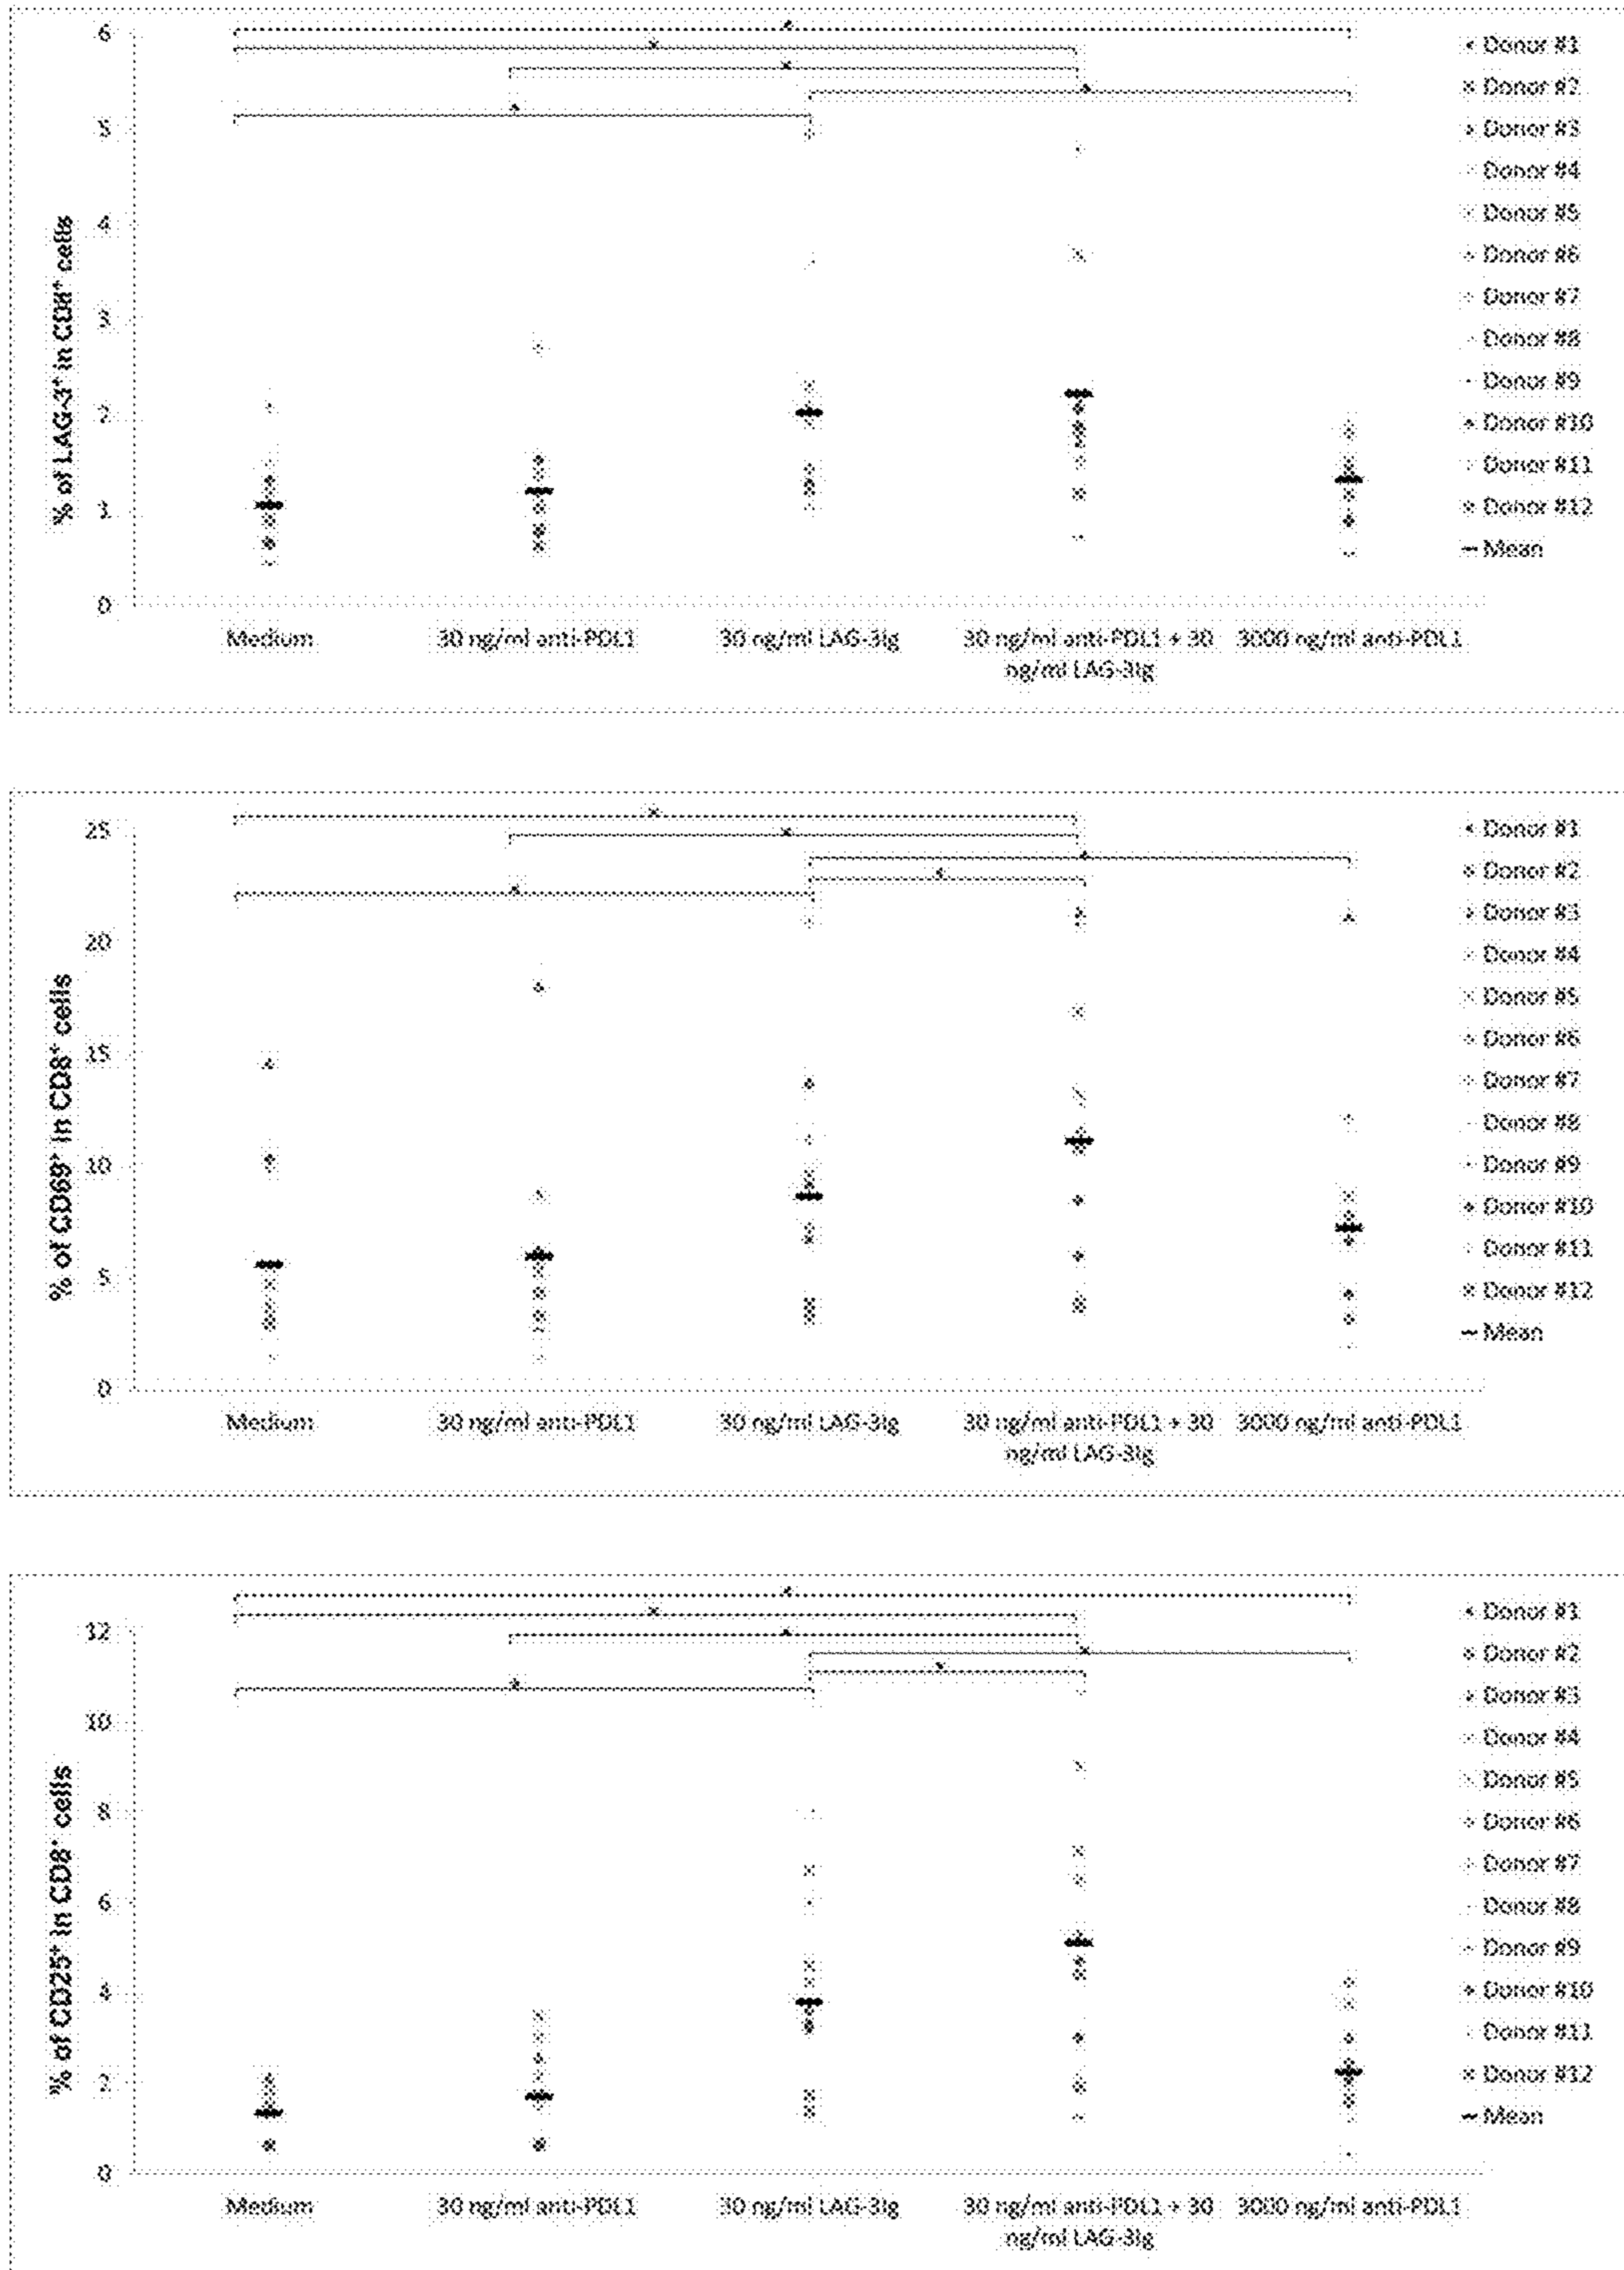 6
5
4
3
2
1
0
% of LAG-3⁺ in CD8⁺ cells
Medium
30 ng/ml anti-PDL1
30 ng/ml LAG-3Ig
30 ng/ml anti-PDL1 + 30
ng/ml LAG-3Ig
3000 ng/ml anti-PDL1
Donor #1
Donor #2
Donor #3
Donor #4
Donor #5
Donor #6
Donor #7
Donor #8
Donor #9
Donor #10
Donor #11
Donor #12
Mean
25
20
15
10
5
0
% of CD69⁺ in CD8⁺ cells
Medium
30 ng/ml anti-PDL1
30 ng/ml LAG-3Ig
30 ng/ml anti-PDL1 + 30
ng/ml LAG-3Ig
3000 ng/ml anti-PDL1
Donor #1
Donor #2
Donor #3
Donor #4
Donor #5
Donor #6
Donor #7
Donor #8
Donor #9
Donor #10
Donor #11
Donor #12
Mean
12
10
8
6
4
2
0
% of CD25⁺ in CD8⁺ cells
Medium
30 ng/ml anti-PDL1
30 ng/ml LAG-3Ig
30 ng/ml anti-PDL1 + 30
ng/ml LAG-3Ig
3000 ng/ml anti-PDL1
Donor #1
Donor #2
Donor #3
Donor #4
Donor #5
Donor #6
Donor #7
Donor #8
Donor #9
Donor #10
Donor #11
Donor #12
Mean